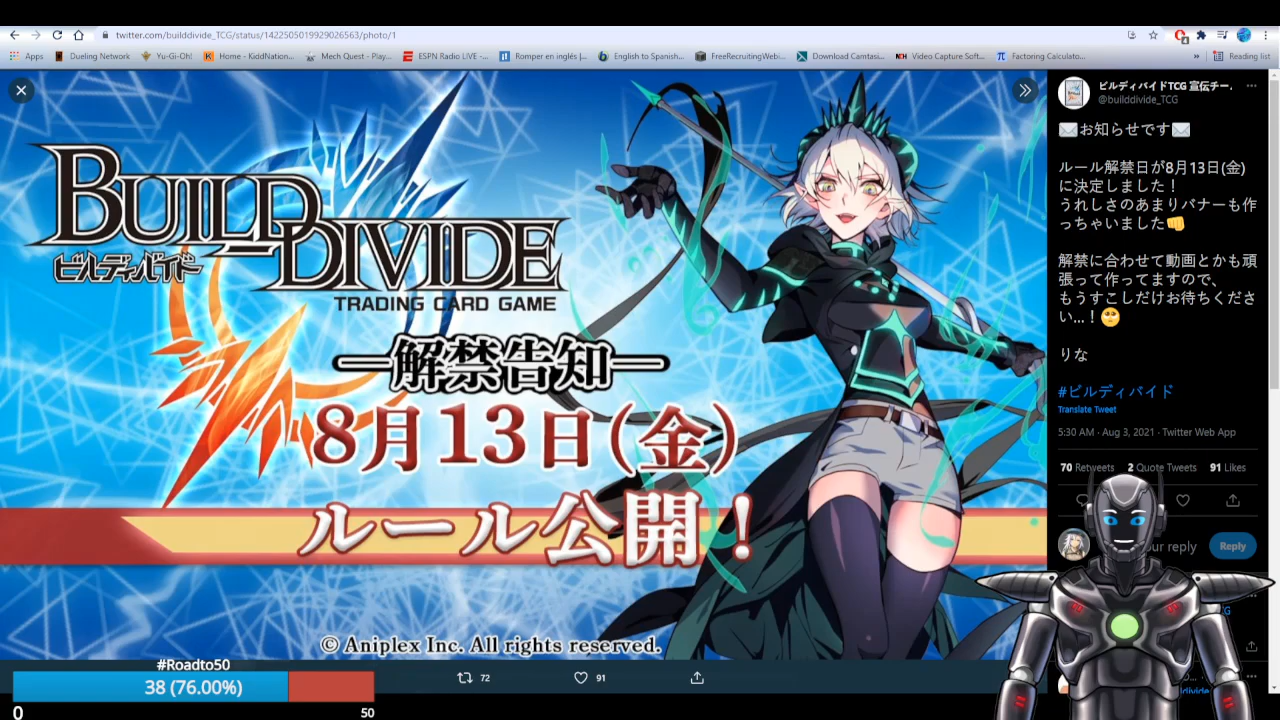 twitter.com/builddivide_TCG/status/1422505019929026563/photo/1
Apps Dueling Network Yu-Gi-Oh! Home - KiddNation... Mech Quest - Play... ESPN Radio LIVE -... Romper en inglés |... English to Spanish... FreeRecruitingWebi... Download Camtasi... Video Capture Soft... Factoring Calculato... » Reading list
BUILD
DIVIDE
ビルディバイド
TRADING CARD GAME
―解禁告知―
8月13日(金)
ルール公開！
© Aniplex Inc. All rights reserved.
72 91
ビルディバイドTCG 宣伝チー.
@builddivide_TCG
✉️お知らせです✉️
ルール解禁日が8月13日(金)
に決定しました！
うれしさのあまりバナーも作
っちゃいました👊
解禁に合わせて動画とかも頑
張って作ってますので、
もうすこしだけお待ちくださ
い...！🥺
りな
#ビルディバイド
Translate Tweet
5:30 AM · Aug 3, 2021 · Twitter Web App
70 Retweets 2 Quote Tweets 91 Likes
our reply Reply
#Roadto50
38 (76.00%)
0 50